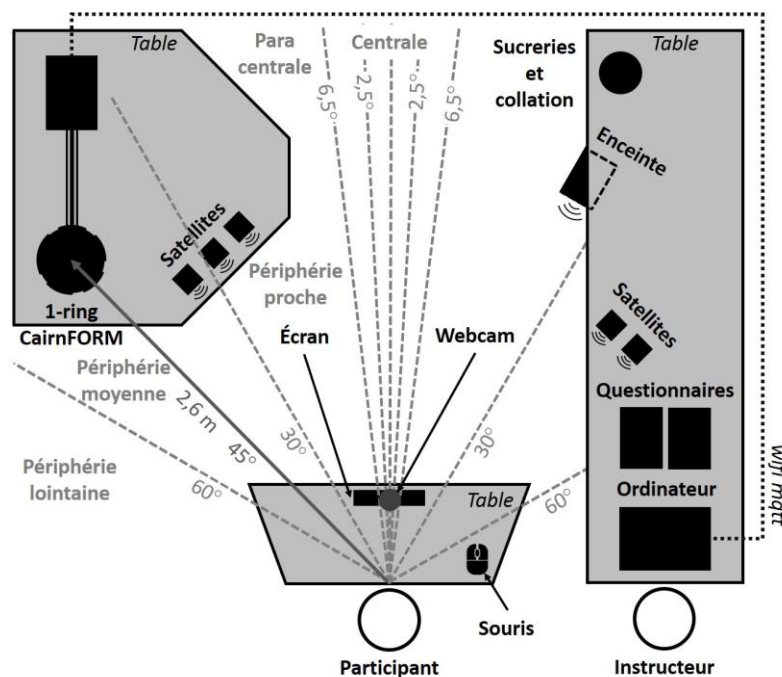 Table
Para
centrale
Centrale
6,5°
2,5°
2,5°
6,5°
Sucreries
et
collation
Table
Enceinte
Satellites
1-ring
CairnFORM
Périphérie
proche
Écran
Webcam
Satellites
Périphérie
moyenne
2,6 m
45°
30°
30°
Questionnaires
Périphérie
lointaine
60°
60°
Table
Ordinateur
wifi mqtt
Souris
Participant
Instructeur